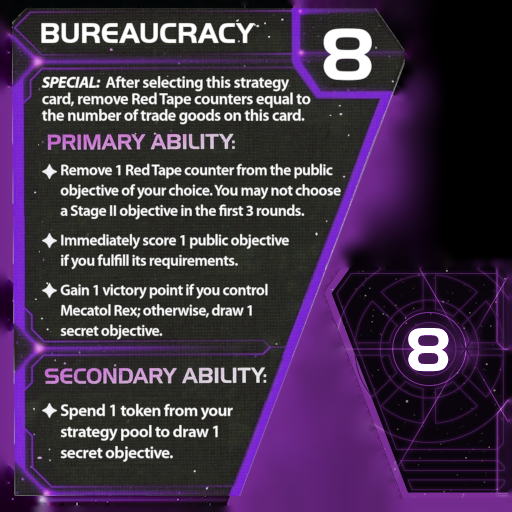 BUREAUCRACY
8
SPECIAL: After selecting this strategy
card, remove Red Tape counters equal to
the number of trade goods on this card.
PRIMARY ABILITY:
Remove 1 Red Tape counter from the public
objective of your choice. You may not choose
a Stage II objective in the first 3 rounds.
Immediately score 1 public objective
if you fulfill its requirements.
Gain 1 victory point if you control
Mecatol Rex; otherwise, draw 1
secret objective.
SECONDARY ABILITY:
Spend 1 token from your
strategy pool to draw 1
secret objective.
8